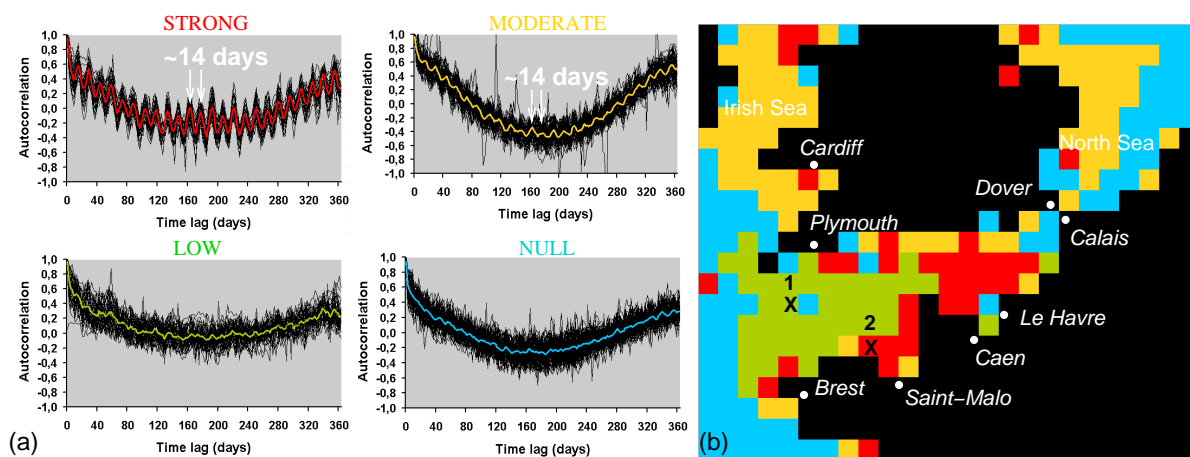 STRONG
~14 days
Autocorrelation
1,0
0,8
0,6
0,4
0,2
0,0
-0,2
-0,4
-0,6
-0,8
-1,0
0 40 80 120 160 200 240 280 320 360
Time lag (days)
MODERATE
~14 days
Autocorrelation
1,0
0,8
0,6
0,4
0,2
0,0
-0,2
-0,4
-0,6
-0,8
-1,0
0 40 80 120 160 200 240 280 320 360
Time lag (days)
LOW
Autocorrelation
1,0
0,8
0,6
0,4
0,2
0,0
-0,2
-0,4
-0,6
-0,8
-1,0
0 40 80 120 160 200 240 280 320 360
Time lag (days)
NULL
Autocorrelation
1,0
0,8
0,6
0,4
0,2
0,0
-0,2
-0,4
-0,6
-0,8
-1,0
0 40 80 120 160 200 240 280 320 360
Time lag (days)
(a)
Irish Sea
North Sea
Cardiff
Dover
Plymouth
Calais
1
X
2
X
Le Havre
Caen
Brest
Saint–Malo
(b)